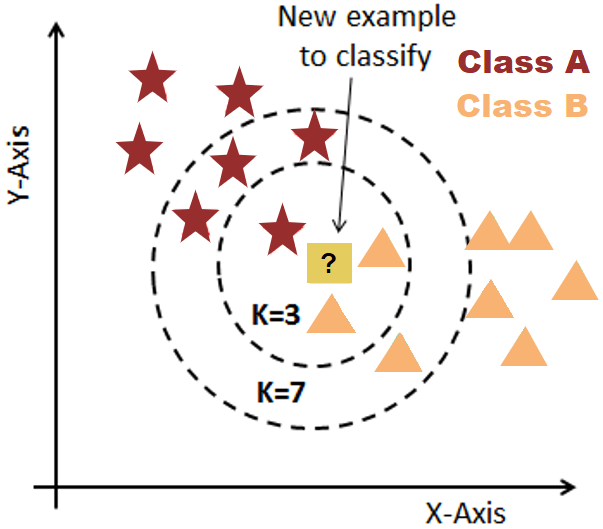 New example
to classify
Class A
Class B
Y-Axis
?
K=3
K=7
X-Axis